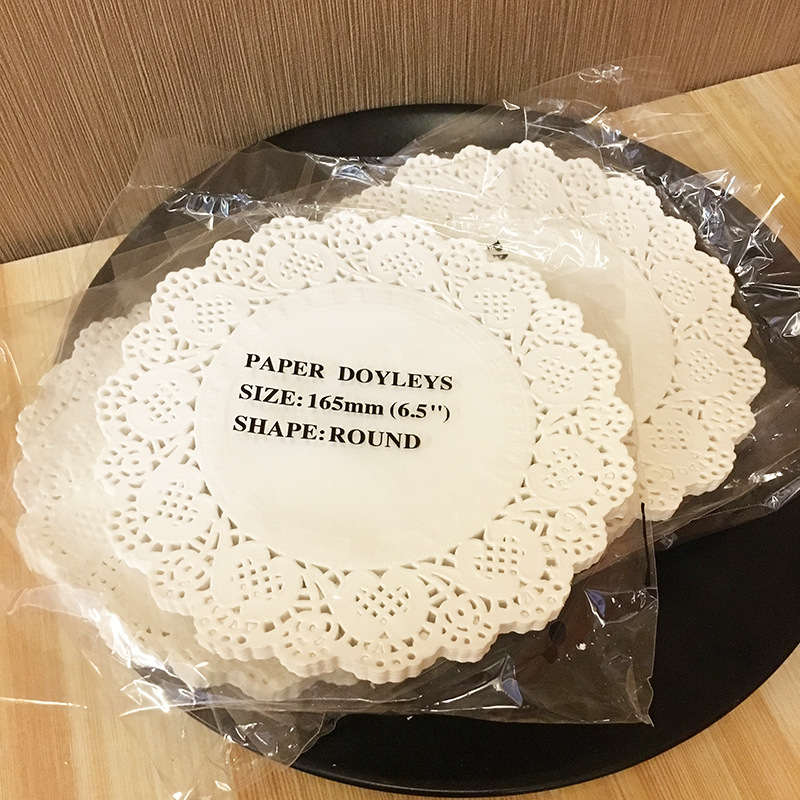 PAPER DOYLEYS
SIZE: 165mm (6.5")
SHAPE: ROUND